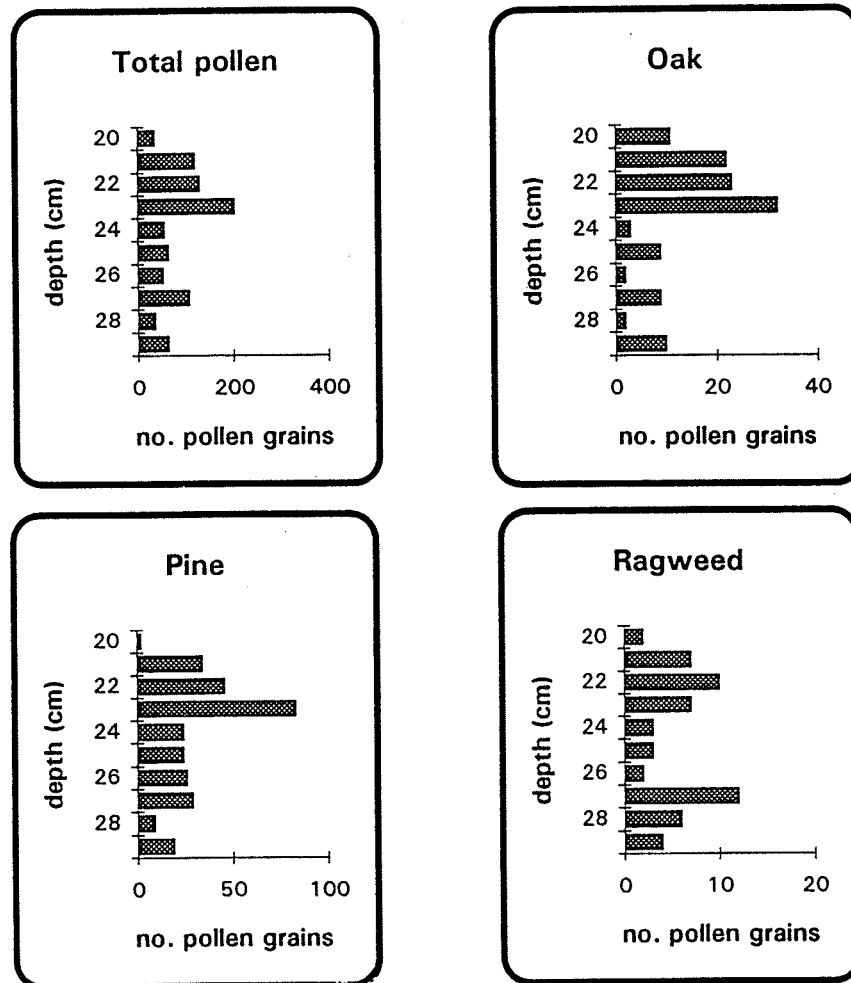 Total pollen
depth (cm)
20
22
24
26
28
0 200 400
no. pollen grains
Oak
depth (cm)
20
22
24
26
28
0 20 40
no. pollen grains
Pine
depth (cm)
20
22
24
26
28
0 50 100
no. pollen grains
Ragweed
depth (cm)
20
22
24
26
28
0 10 20
no. pollen grains